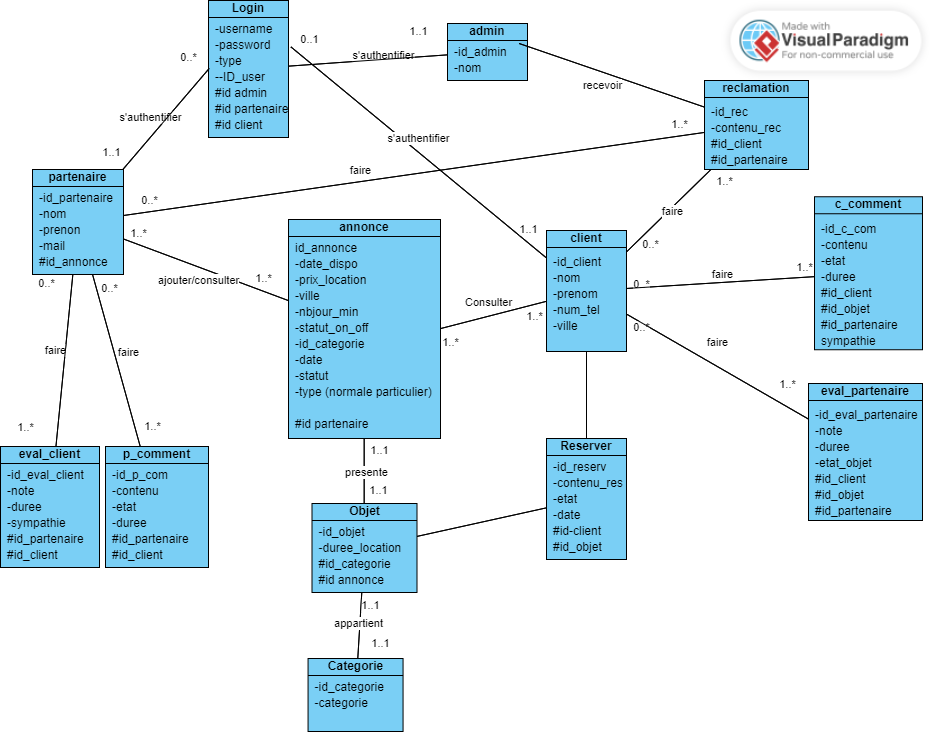 Login
-username
-password
-type
--ID_user
#id admin
#id partenaire
#id client
0..1
1..1
0..*
s'authentifier
admin
-id_admin
-nom
Made with
VisualParadigm
For non-commercial use
recevoir
reclamation
-id_rec
-contenu_rec
#id_client
#id_partenaire
s'authentifier
1..1
s'authentifier
1..*
faire
1..*
faire
0..*
partenaire
-id_partenaire
-nom
-prenon
-mail
#id_annonce
0..*
1..*
0..*
0..*
ajouter/consulter
1..*
annonce
id_annonce
-date_dispo
-prix_location
-ville
-nbjour_min
-statut_on_off
-id_categorie
-date
-statut
-type (normale particulier)
#id partenaire
1..1
client
-id_client
-nom
-prenom
-num_tel
-ville
Consulter
1..*
1..*
0..*
faire
1..*
0..*
faire
1..*
c_comment
-id_c_com
-contenu
-etat
-duree
#id_client
#id_objet
#id_partenaire
sympathie
eval_partenaire
-id_eval_partenaire
-note
-duree
-etat_objet
#id_client
#id_objet
#id_partenaire
faire
faire
1..*
1..*
eval_client
-id_eval_client
-note
-duree
-sympathie
#id_partenaire
#id_client
p_comment
-id_p_com
-contenu
-etat
-duree
#id_partenaire
#id_client
1..1
presente
1..1
Objet
-id_objet
-duree_location
#id_categorie
#id annonce
Reserver
-id_reserv
-contenu_res
-etat
-date
#id-client
#id_objet
1..1
appartient
1..1
Categorie
-id_categorie
-categorie